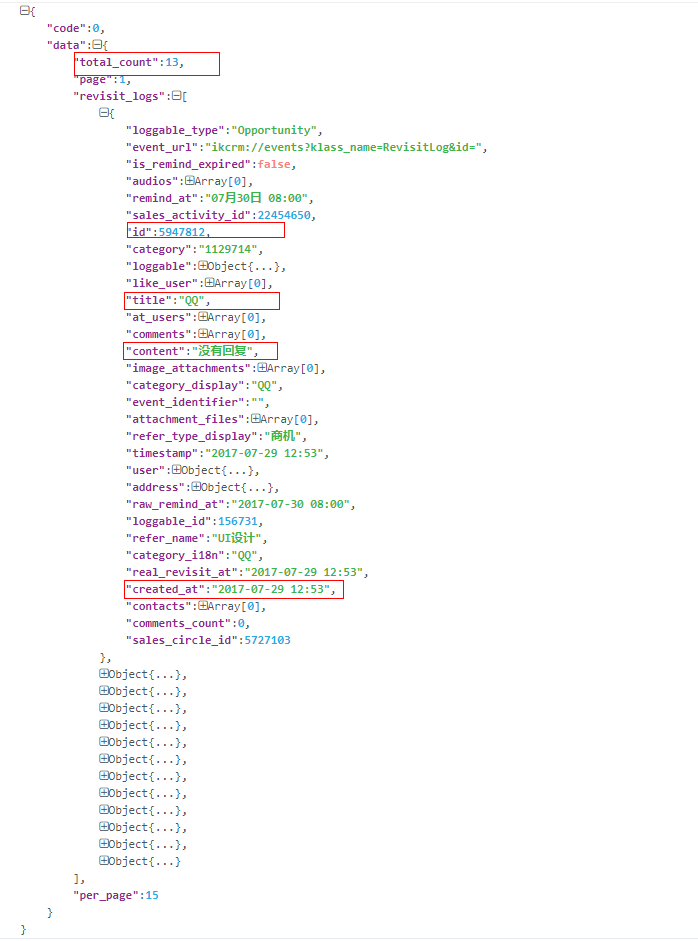 {
"code":0,
"data":{
"total_count":13,
"page":1,
"revisit_logs":[
{
"loggable_type":"Opportunity",
"event_url":"ikcrm://events?klass_name=RevisitLog&id=",
"is_remind_expired":false,
"audios":Array[0],
"remind_at":"07月30日 08:00",
"sales_activity_id":22454650,
"id":5947812,
"category":"1129714",
"loggable":Object{...},
"like_user":Array[0],
"title":"QQ",
"at_users":Array[0],
"comments":Array[0],
"content":"没有回复",
"image_attachments":Array[0],
"category_display":"QQ",
"event_identifier":"",
"attachment_files":Array[0],
"refer_type_display":"商机",
"timestamp":"2017-07-29 12:53",
"user":Object{...},
"address":Object{...},
"raw_remind_at":"2017-07-30 08:00",
"loggable_id":156731,
"refer_name":"UI设计",
"category_i18n":"QQ",
"real_revisit_at":"2017-07-29 12:53",
"created_at":"2017-07-29 12:53",
"contacts":Array[0],
"comments_count":0,
"sales_circle_id":5727103
},
Object{...},
Object{...},
Object{...},
Object{...},
Object{...},
Object{...},
Object{...},
Object{...},
Object{...},
Object{...},
Object{...},
Object{...}
],
"per_page":15
}
}